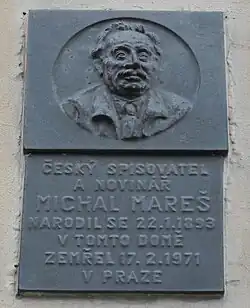 ČESKÝ SPISOVATEL
A NOVINÁŘ
MICHAL MAREŠ
NARODIL SE 22.1.1893
V TOMTO DOMĚ
ZEMŘEL 17.2.1971
V PRAZE